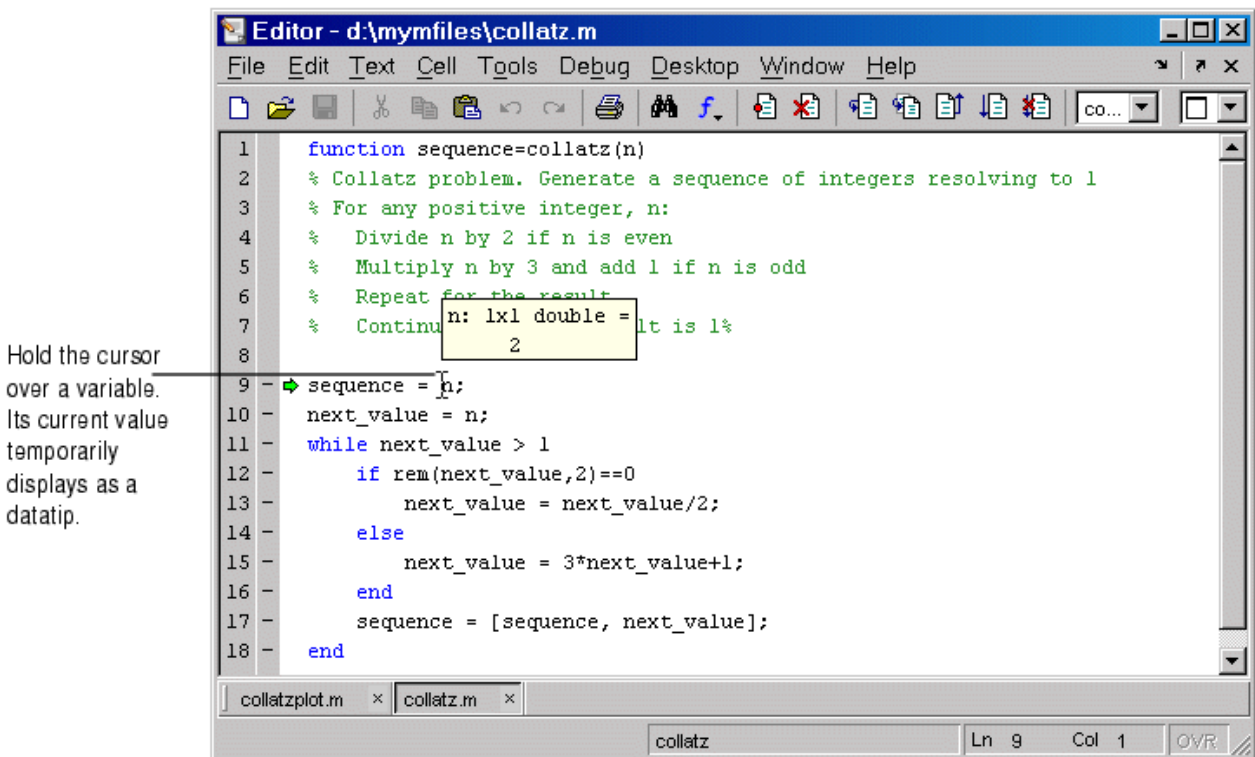 Editor - d:\mymfiles\collatz.m
File Edit Text Cell Tools Debug Desktop Window Help
co...
1 function sequence=collatz(n)
2 % Collatz problem. Generate a sequence of integers resolving to 1
3 % For any positive integer, n:
4 %   Divide n by 2 if n is even
5 %   Multiply n by 3 and add 1 if n is odd
6 %   Repeat for the result
7 %   Continu lt is 1%
n: 1x1 double =
2
8
Hold the cursor
over a variable.
Its current value
temporarily
displays as a
datatip.
9 - sequence = n;
10 - next_value = n;
11 - while next_value > 1
12 -     if rem(next_value,2)==0
13 -         next_value = next_value/2;
14 -     else
15 -         next_value = 3*next_value+1;
16 -     end
17 -     sequence = [sequence, next_value];
18 - end
collatzplot.m × collatz.m ×
collatz Ln 9 Col 1 OVR